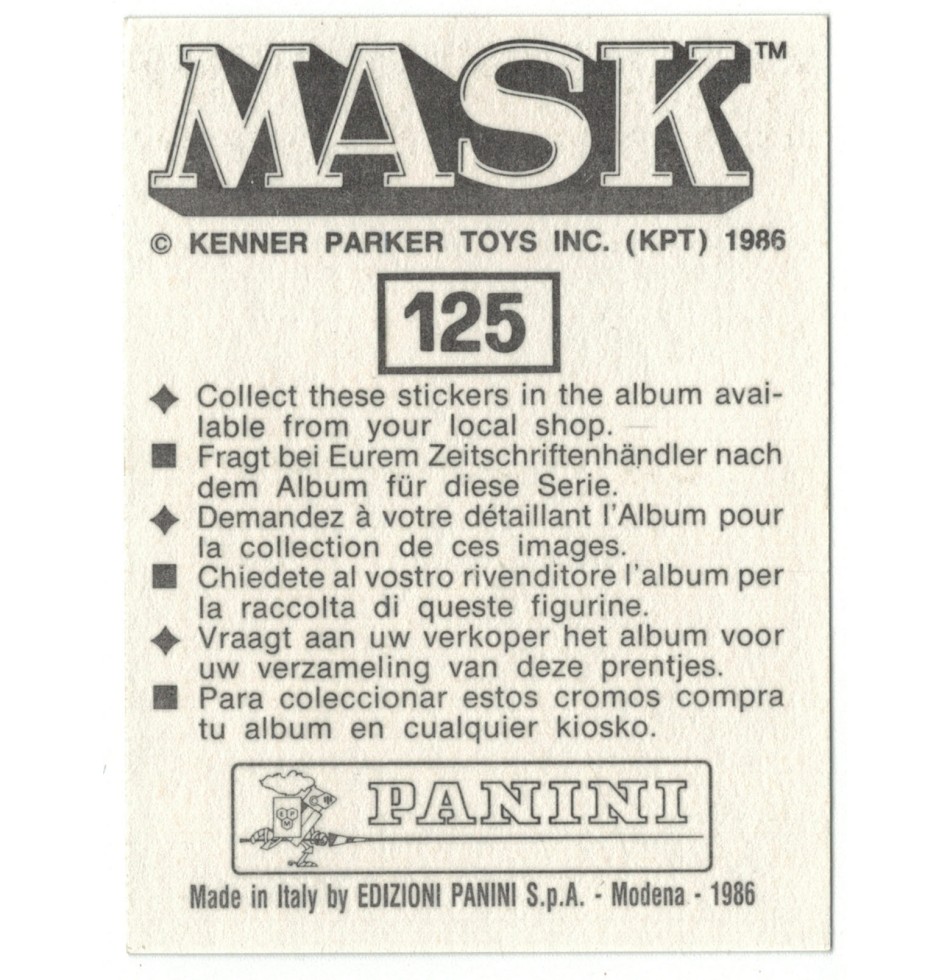 MASK™
© KENNER PARKER TOYS INC. (KPT) 1986
125
Collect these stickers in the album avai-
lable from your local shop.
Fragt bei Eurem Zeitschriftenhändler nach
dem Album für diese Serie.
Demandez à votre détaillant l'Album pour
la collection de ces images.
Chiedete al vostro rivenditore l'album per
la raccolta di queste figurine.
Vraagt aan uw verkoper het album voor
uw verzameling van deze prentjes.
Para coleccionar estos cromos compra
tu album en cualquier kiosko.
PANINI
Made in Italy by EDIZIONI PANINI S.p.A. - Modena - 1986